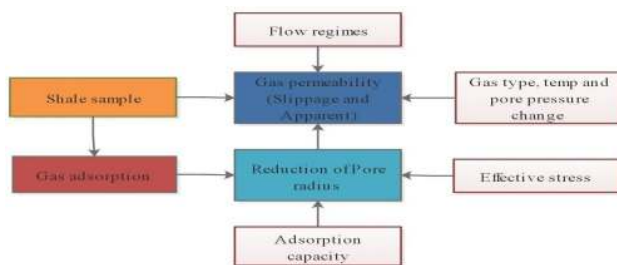 Flow regimes
Gas permeability
(Slippage and
Apparent)
Shale sample
Gas type, temp and
pore pressure
change
Gas adsorption
Reduction of Pore
radius
Effective stress
Adsorption
capacity